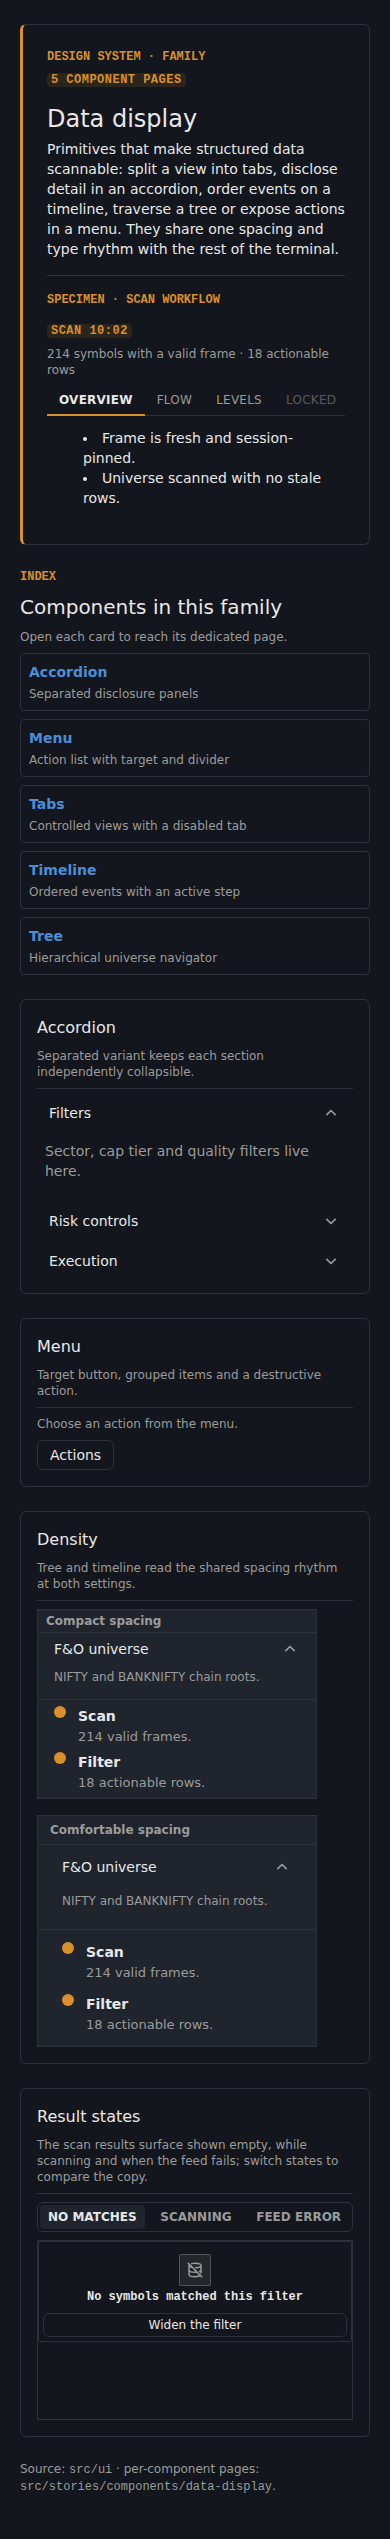 DESIGN SYSTEM · FAMILY
5 COMPONENT PAGES
Data display
Primitives that make structured data
scannable: split a view into tabs, disclose
detail in an accordion, order events on a
timeline, traverse a tree or expose actions
in a menu. They share one spacing and
type rhythm with the rest of the terminal.
SPECIMEN · SCAN WORKFLOW
SCAN 10:02
214 symbols with a valid frame · 18 actionable
rows
OVERVIEW FLOW LEVELS LOCKED
• Frame is fresh and session-
pinned.
• Universe scanned with no stale
rows.
INDEX
Components in this family
Open each card to reach its dedicated page.
Accordion
Separated disclosure panels
Menu
Action list with target and divider
Tabs
Controlled views with a disabled tab
Timeline
Ordered events with an active step
Tree
Hierarchical universe navigator
Accordion
Separated variant keeps each section
independently collapsible.
Filters
Sector, cap tier and quality filters live
here.
Risk controls
Execution
Menu
Target button, grouped items and a destructive
action.
Choose an action from the menu.
Actions
Density
Tree and timeline read the shared spacing rhythm
at both settings.
Compact spacing
F&O universe
NIFTY and BANKNIFTY chain roots.
Scan
214 valid frames.
Filter
18 actionable rows.
Comfortable spacing
F&O universe
NIFTY and BANKNIFTY chain roots.
Scan
214 valid frames.
Filter
18 actionable rows.
Result states
The scan results surface shown empty, while
scanning and when the feed fails; switch states to
compare the copy.
NO MATCHES SCANNING FEED ERROR
No symbols matched this filter
Widen the filter
Source: src/ui · per-component pages:
src/stories/components/data-display.